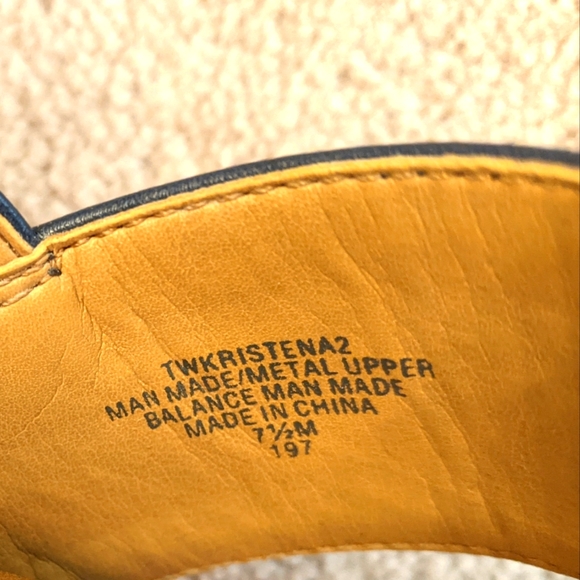 TWKRISTENA2
MAN MADE/METAL UPPER
BALANCE MAN MADE
MADE IN CHINA
7½M
197